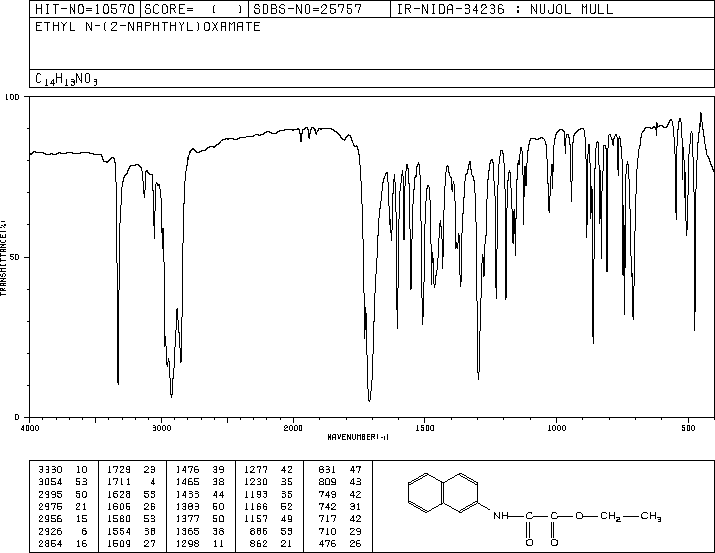 HIT-NO=10570 SCORE= ( ) SDBS-NO=25757 IR-NIDA-34236 : NUJOL MULL
ETHYL N-(2-NAPHTHYL)OXAMATE
C14H13NO3
100
50
0
TRANSMITTANCE(%)
4000 3000 2000 1500 1000 500
WAVENUMBER(-1)
3330 10 1729 23 1476 39 1277 42 831 47
3054 53 1711 4 1465 38 1230 35 809 43
2995 50 1628 55 1433 44 1193 35 749 42
2975 21 1605 26 1383 50 1166 52 742 31
2956 15 1580 53 1377 50 1157 49 717 42
2926 6 1554 38 1365 38 886 53 710 29
2854 16 1509 27 1298 11 862 21 476 26
NH C C O CH2 CH3
O O